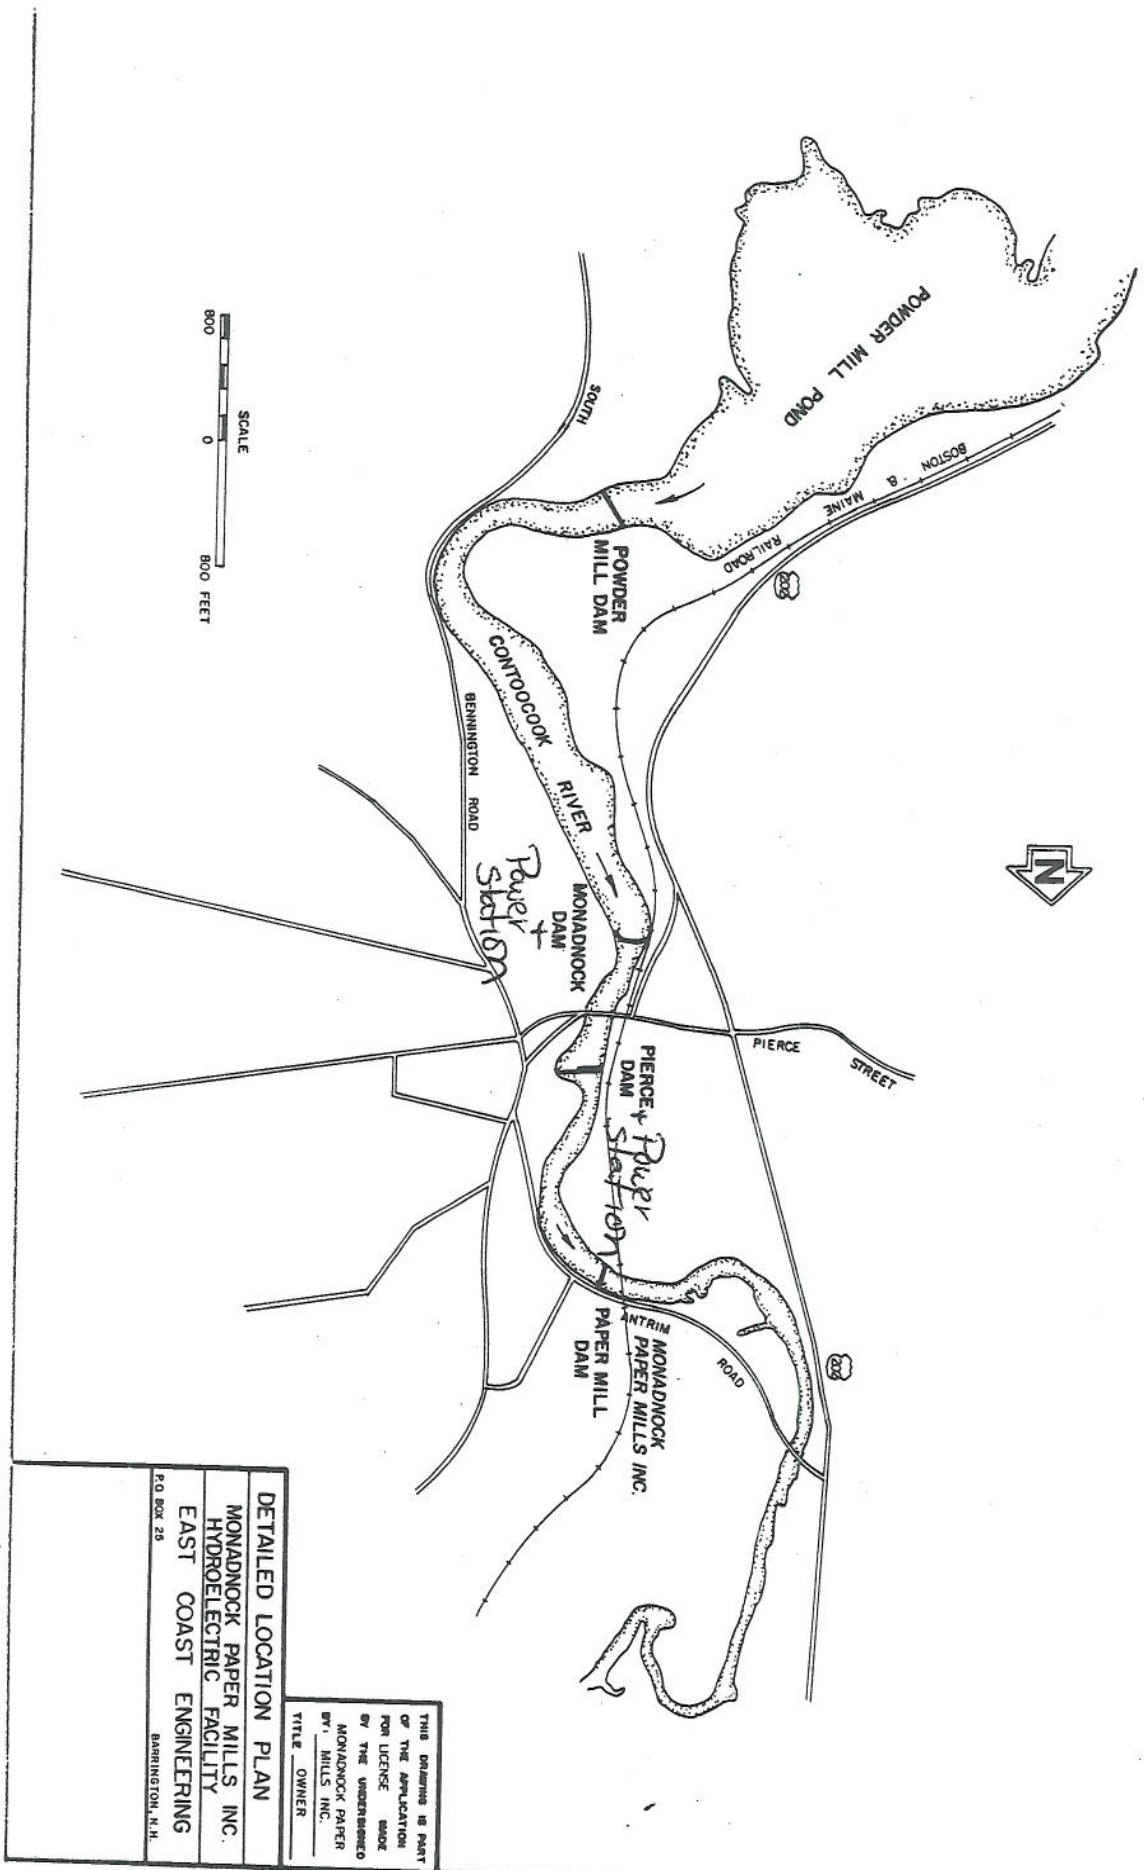 POWDER MILL POND
BOSTON & MAINE RAILROAD
202
SOUTH
POWDER
MILL DAM
CONTOOCOOK
RIVER
BENNINGTON ROAD
MONADNOCK
DAM
+
Power
Station
N
PIERCE STREET
PIERCE
DAM
+ Power
station
PAPER MILL
DAM
ANTRIM
ROAD
MONADNOCK
PAPER MILLS INC.
202
SCALE
800 0 800 FEET
THIS DRAWING IS PART
OF THE APPLICATION
FOR LICENSE MADE
BY THE UNDERSIGNED
MONADNOCK PAPER
BY: MILLS INC.
TITLE OWNER
DETAILED LOCATION PLAN
MONADNOCK PAPER MILLS INC.
HYDROELECTRIC FACILITY
EAST COAST ENGINEERING
P.O BOX 25 BARRINGTON, N.H.